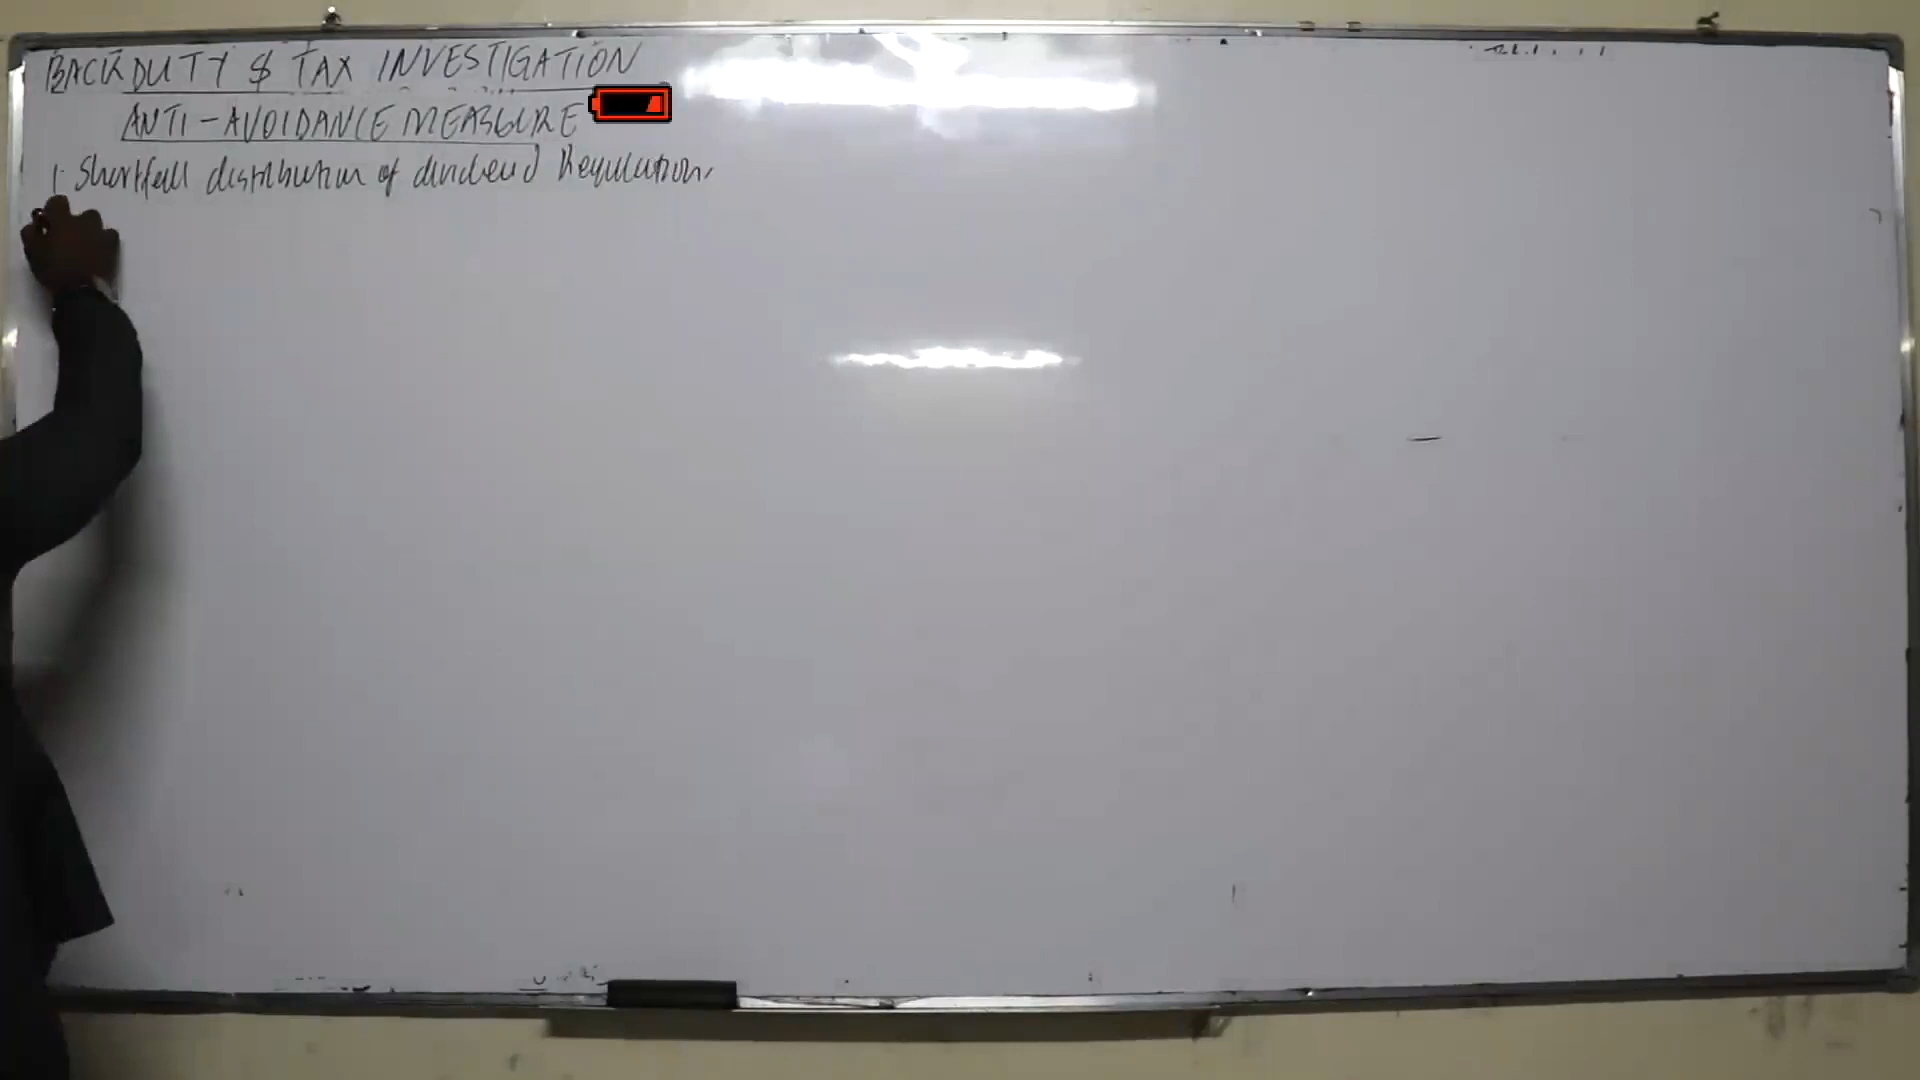 BACK DUTY & TAX INVESTIGATION
ANTI-AVOIDANCE MEASURE
1. Shortfall distribution of dividend Regulation.